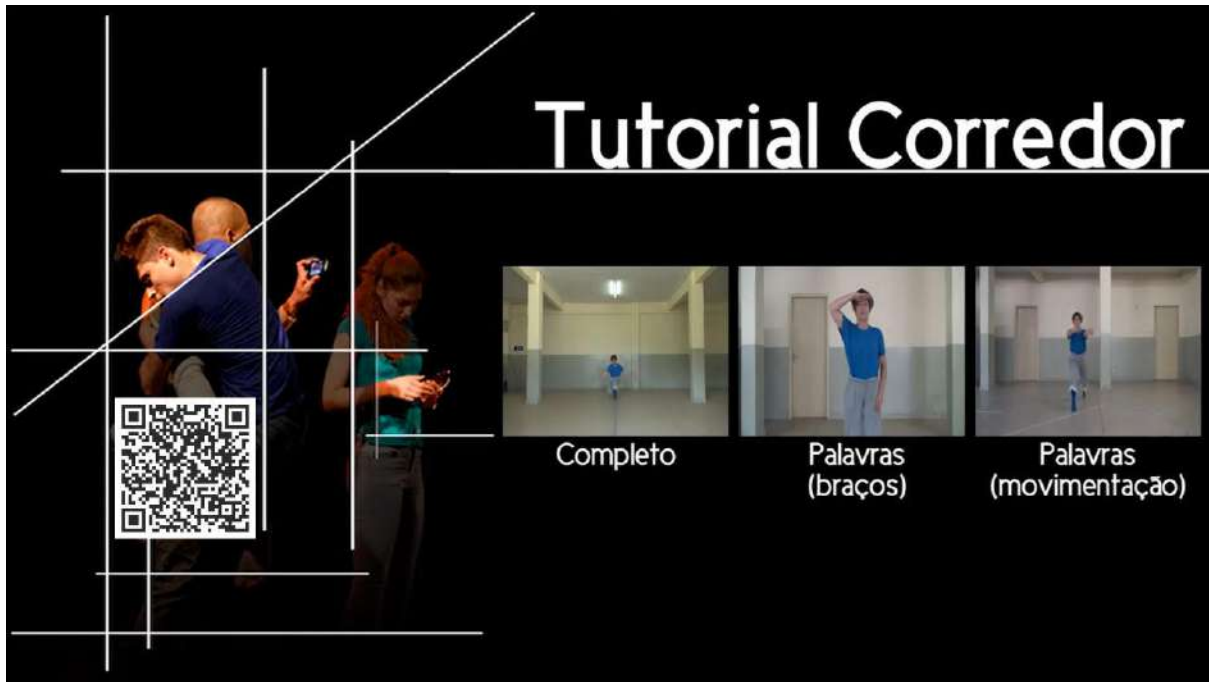 Tutorial Corredor
Completo
Palavras
(braços)
Palavras
(movimentação)